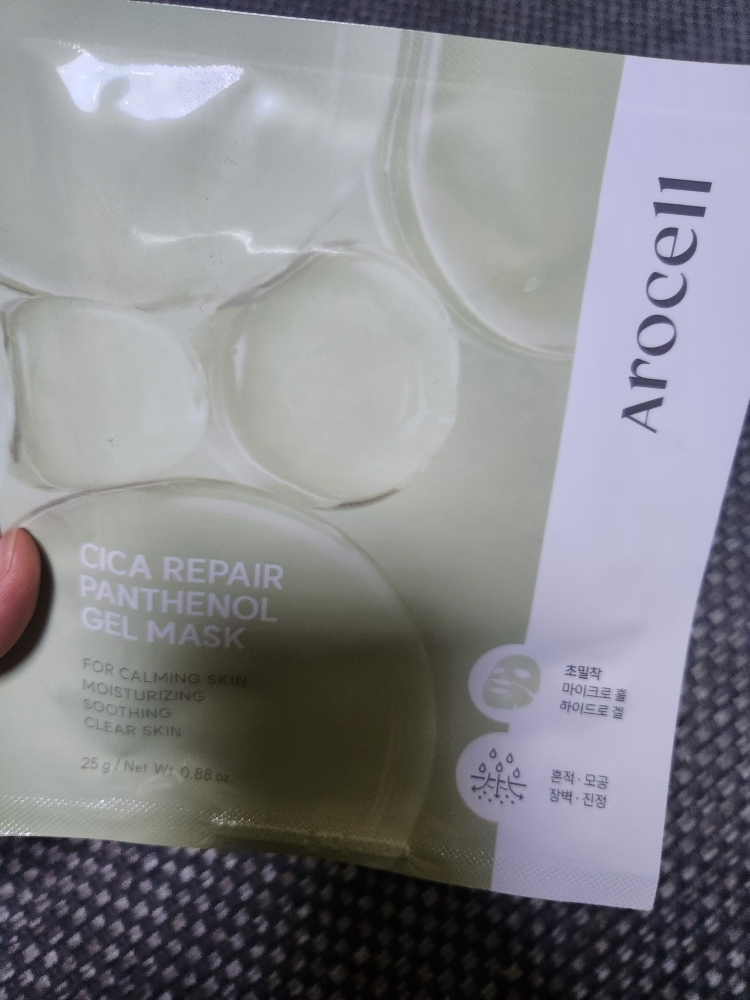 Arocell
CICA REPAIR
PANTHENOL
GEL MASK
FOR CALMING SKIN
MOISTURIZING
SOOTHING
CLEAR SKIN
25 g / Net Wt. 0.88 oz
초밀착
마이크로 홀
하이드로 겔
흔적 · 모공
장벽 · 진정